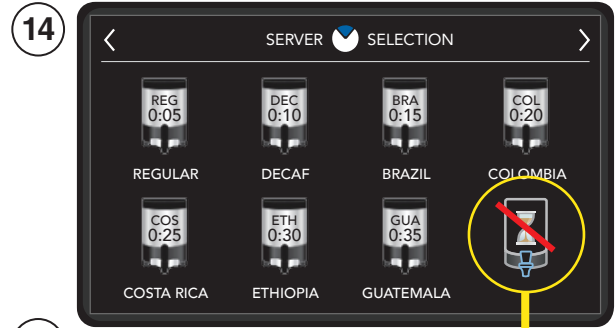 14
SERVER SELECTION
REG DEC BRA COL
0:05 0:10 0:15 0:20
REGULAR DECAF BRAZIL COLOMBIA
COS ETH GUA
0:25 0:30 0:35
COSTA RICA ETHIOPIA GUATEMALA